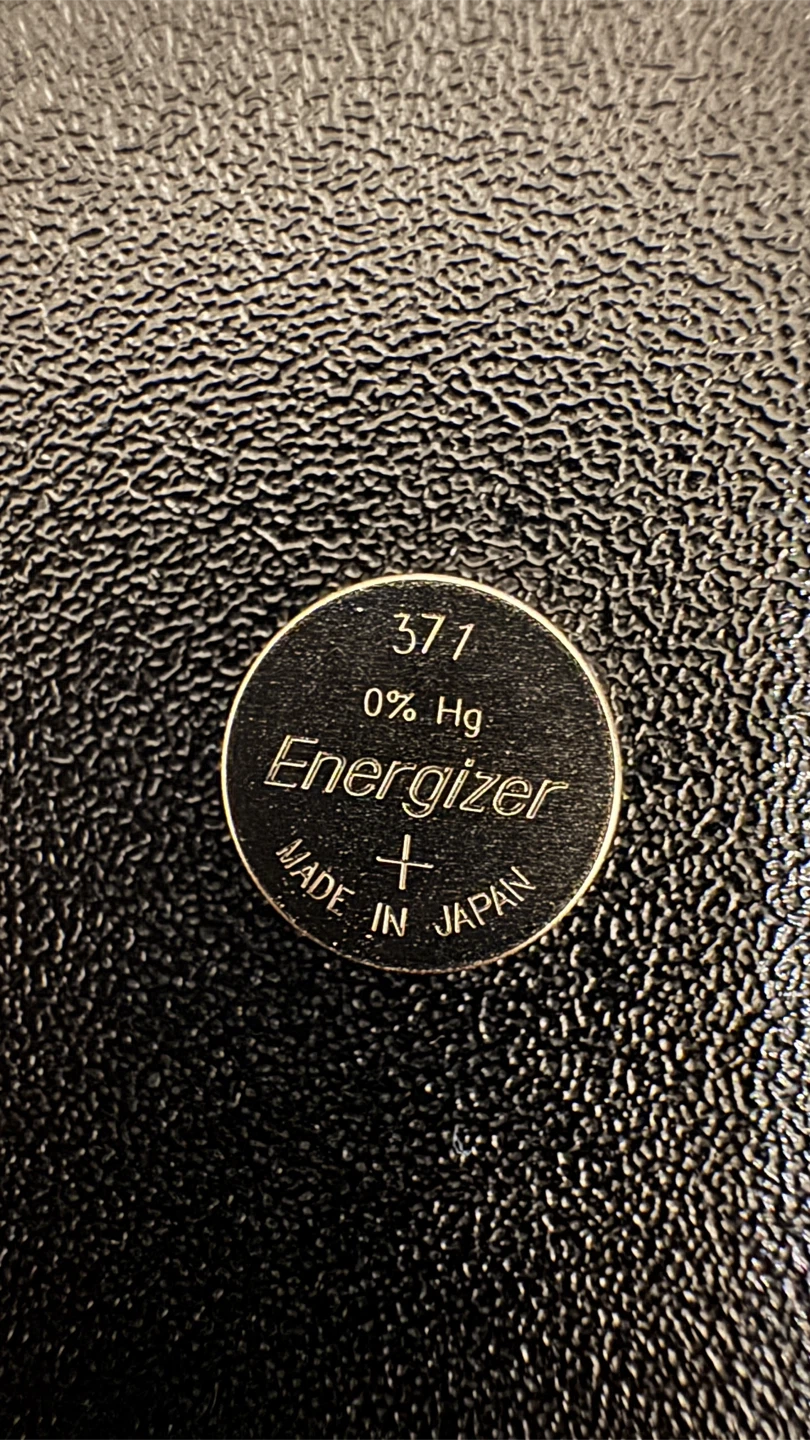 371
0% Hg
Energizer
+
MADE IN JAPAN